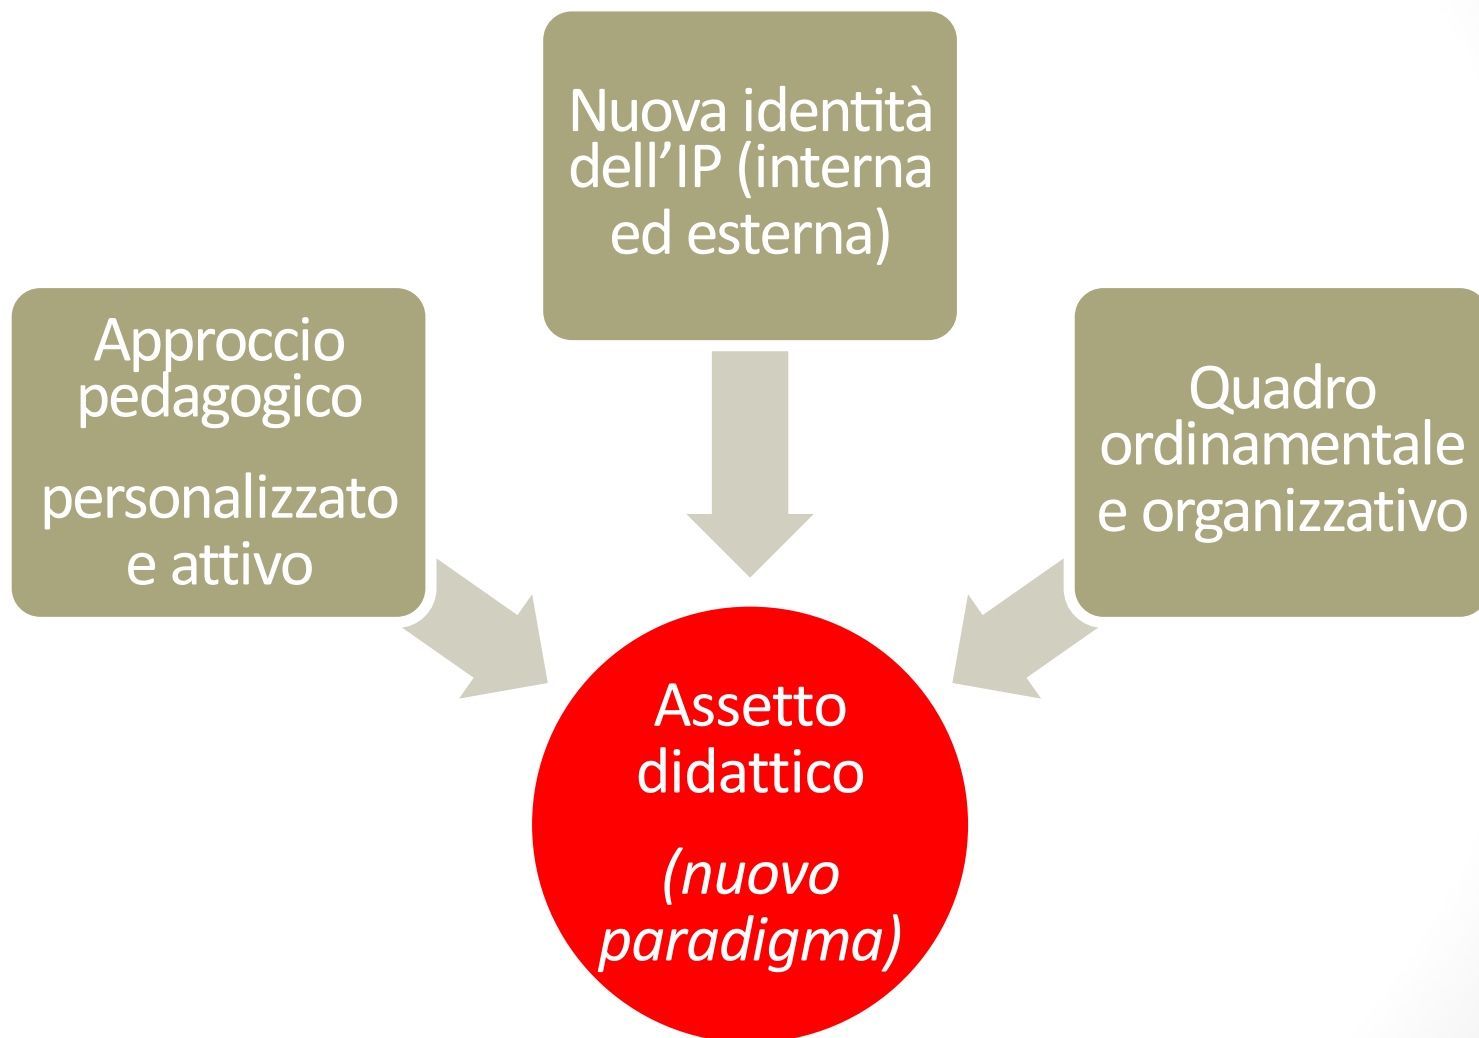 Nuova identità
dell’IP (interna
ed esterna)
Approccio
pedagogico
personalizzato
e attivo
Quadro
ordinamentale
e organizzativo
Assetto
didattico
(nuovo
paradigma)